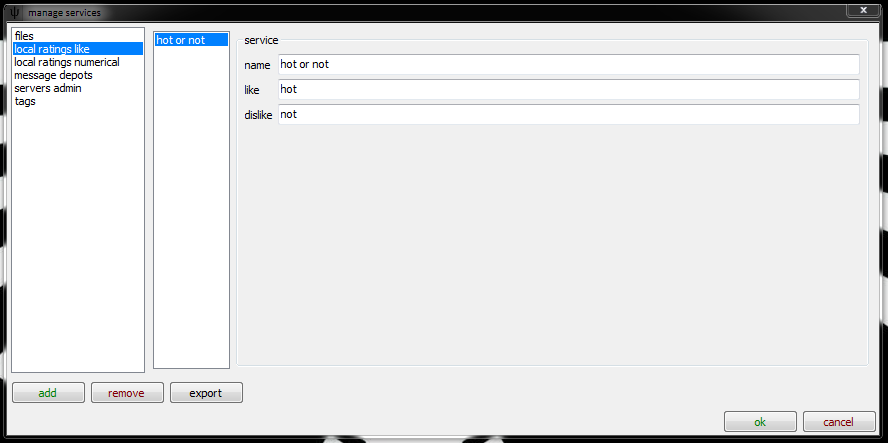 manage services
files
local ratings like
local ratings numerical
message depots
servers admin
tags
hot or not
service
name hot or not
like hot
dislike not
add remove export
ok cancel